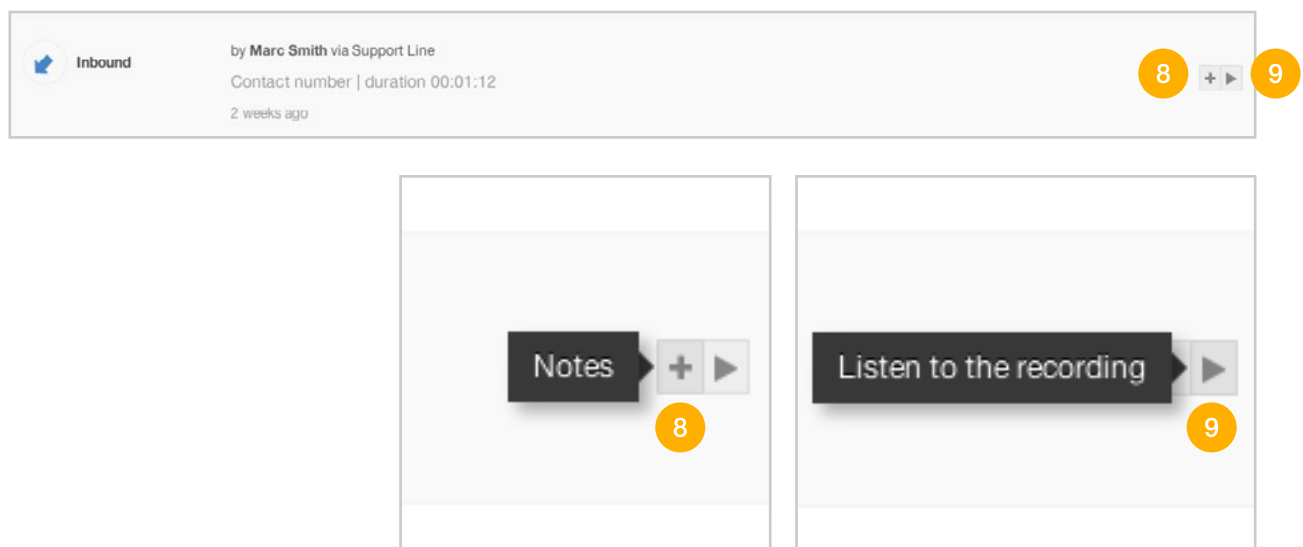 Inbound
by Marc Smith via Support Line
Contact number | duration 00:01:12
2 weeks ago
8
9
Notes
8
Listen to the recording
9